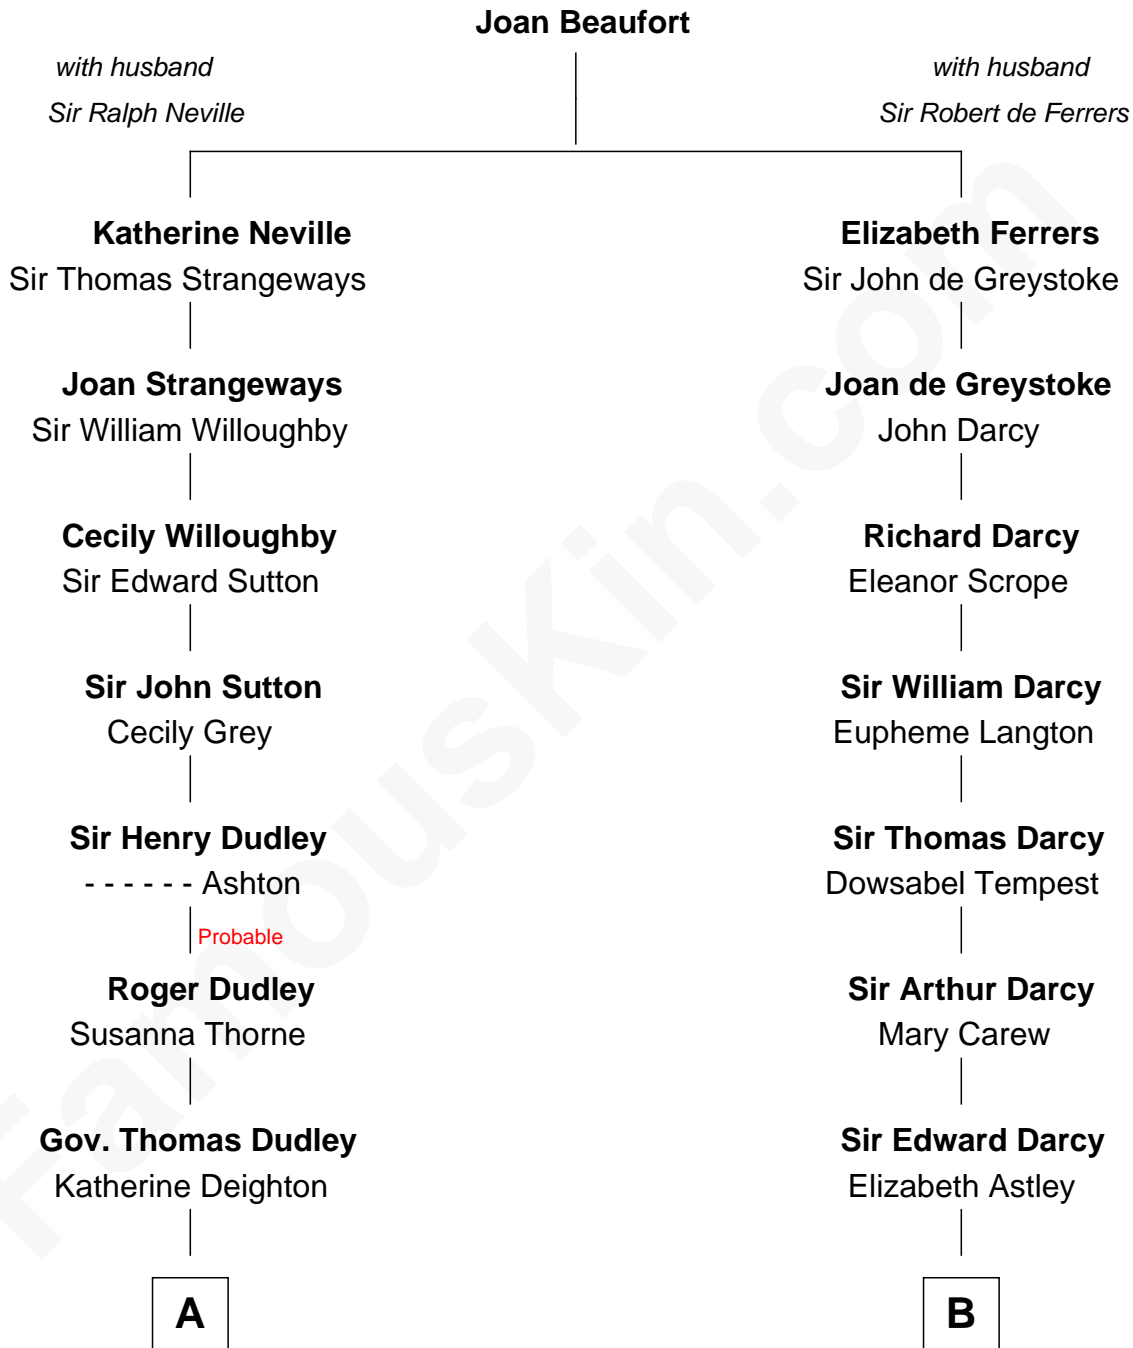 Joan Beaufort
with husband
Sir Ralph Neville
with husband
Sir Robert de Ferrers
Katherine Neville
Sir Thomas Strangeways
Elizabeth Ferrers
Sir John de Greystoke
Joan Strangeways
Sir William Willoughby
Joan de Greystoke
John Darcy
Cecily Willoughby
Sir Edward Sutton
Richard Darcy
Eleanor Scrope
Sir John Sutton
Cecily Grey
Sir William Darcy
Eupheme Langton
Sir Henry Dudley
- - - - - - Ashton
Probable
Sir Thomas Darcy
Dowsabel Tempest
Roger Dudley
Susanna Thorne
Sir Arthur Darcy
Mary Carew
Gov. Thomas Dudley
Katherine Deighton
Sir Edward Darcy
Elizabeth Astley
A
B
FamousKin.com